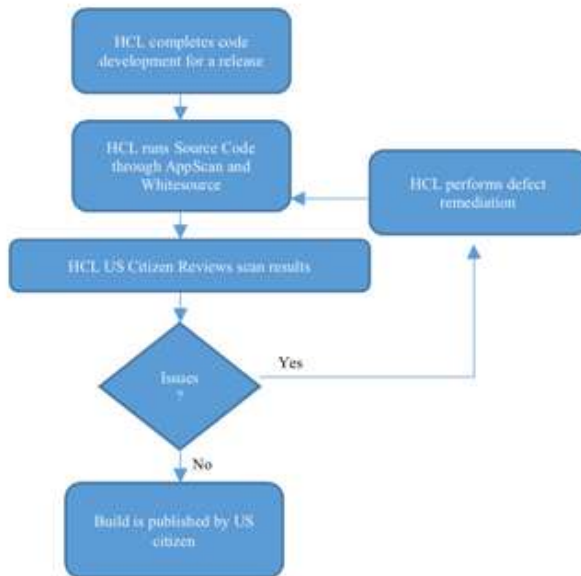 HCL completes code
development for a release
HCL runs Source Code
through AppScan and
Whitesource
HCL performs defect
remediation
HCL US Citizen Reviews scan results
Issues
?
Yes
No
Build is published by US
citizen